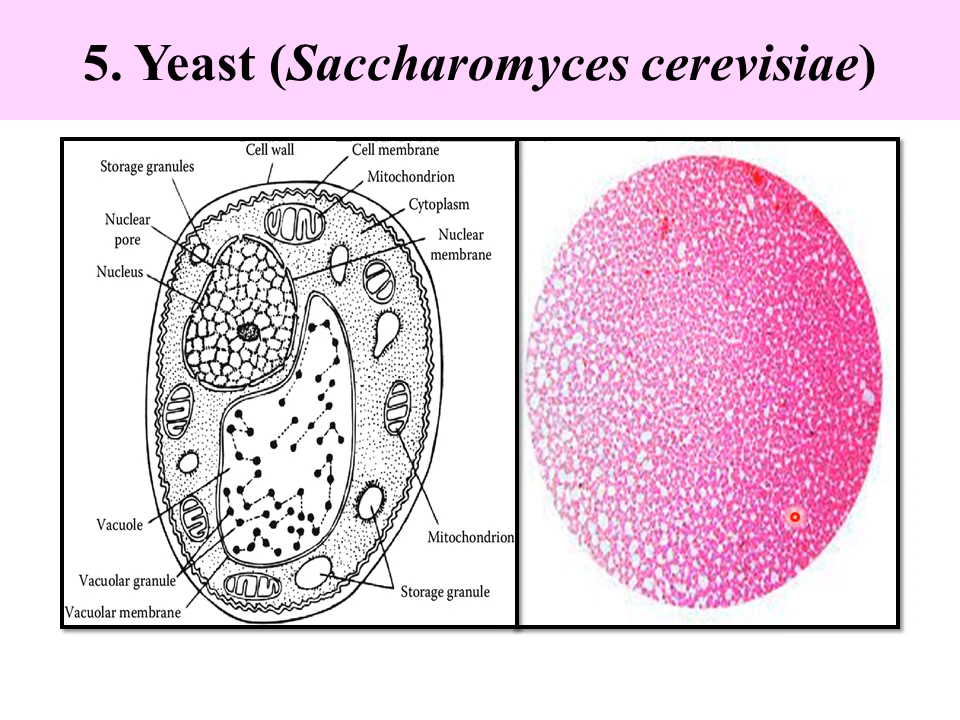 5. Yeast (Saccharomyces cerevisiae)
Cell wall
Cell membrane
Storage granules
Mitochondrion
Cytoplasm
Nuclear
pore
Nuclear
membrane
Nucleus
Vacuole
Mitochondrion
Vacuolar granule
Storage granule
Vacuolar membrane